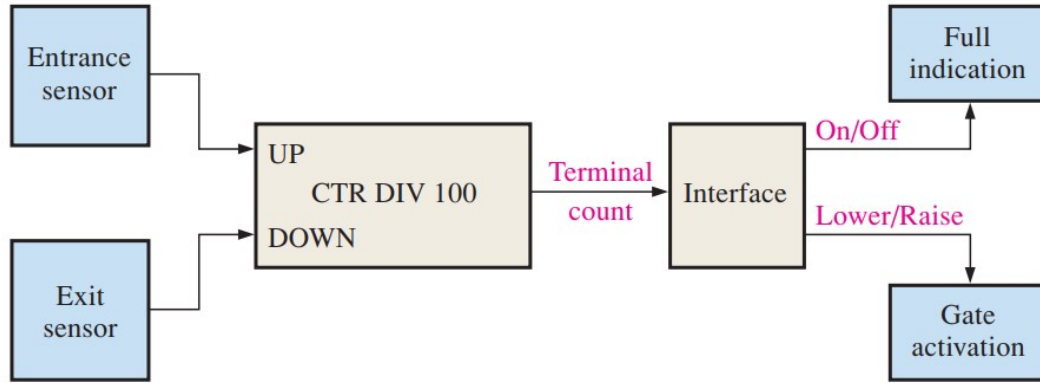 Entrance
sensor
UP
CTR DIV 100
DOWN
Exit
sensor
Terminal
count
Interface
On/Off
Lower/Raise
Full
indication
Gate
activation